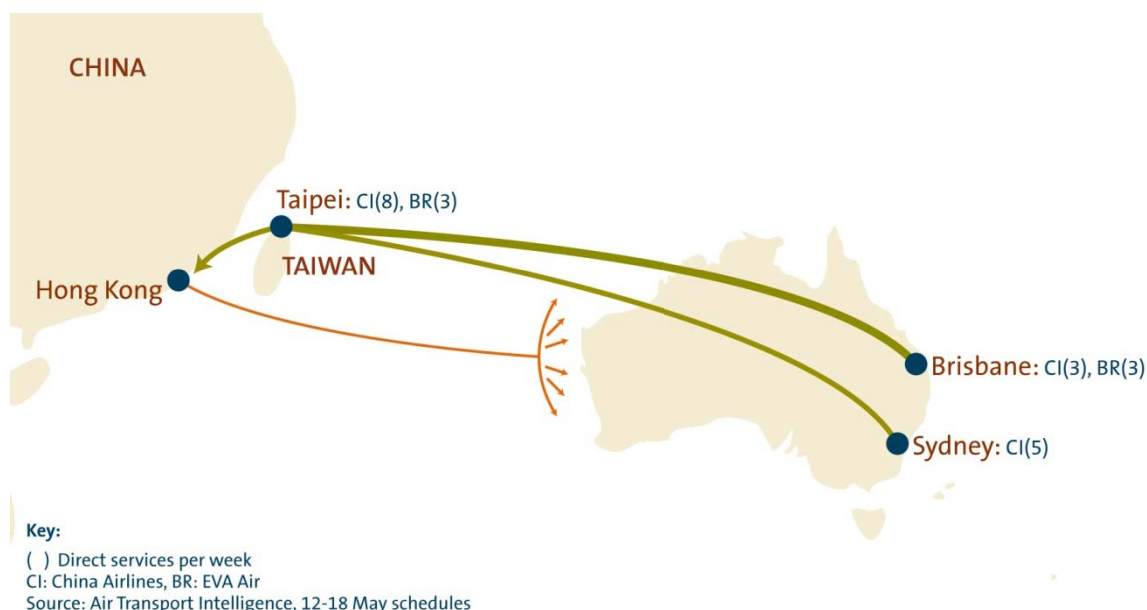 CHINA
Taipei: CI(8), BR(3)
TAIWAN
Hong Kong
Brisbane: CI(3), BR(3)
Sydney: CI(5)
Key:
( ) Direct services per week
CI: China Airlines, BR: EVA Air
Source: Air Transport Intelligence, 12-18 May schedules